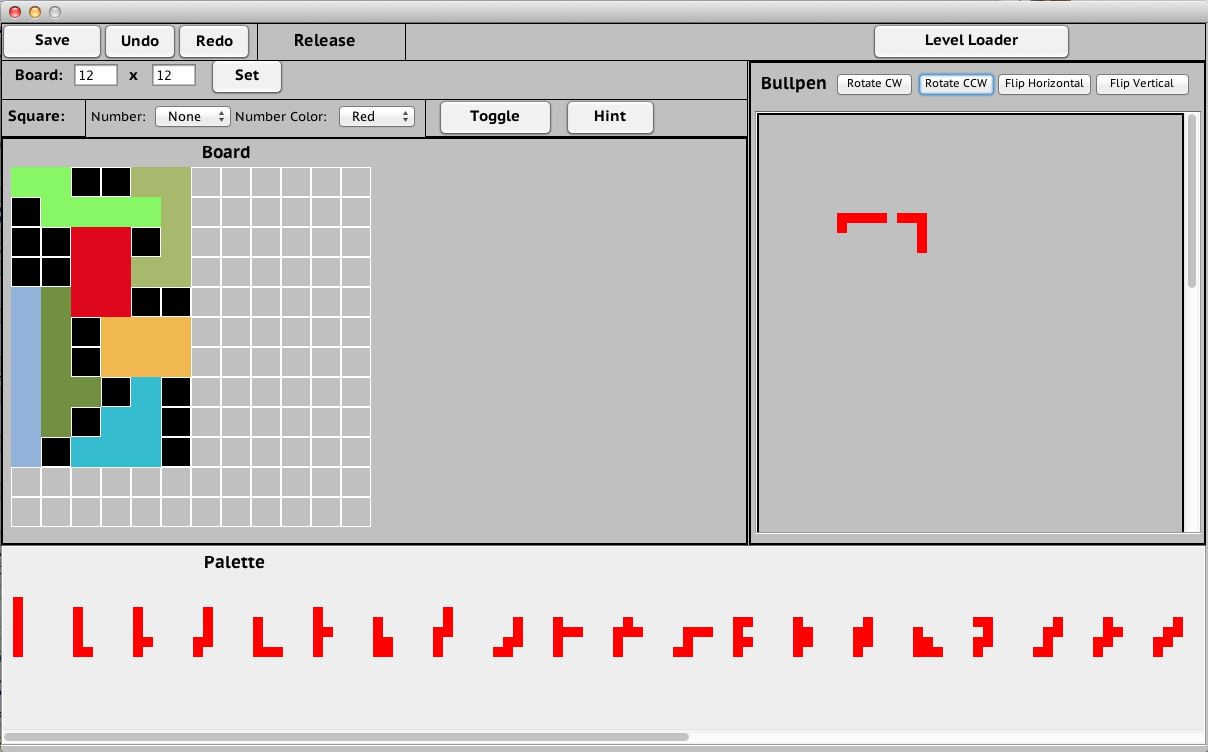 Save Undo Redo Release Level Loader
Board: 12 x 12 Set
Bullpen Rotate CW Rotate CCW Flip Horizontal Flip Vertical
Square: Number: None Number Color: Red Toggle Hint
Board
Palette